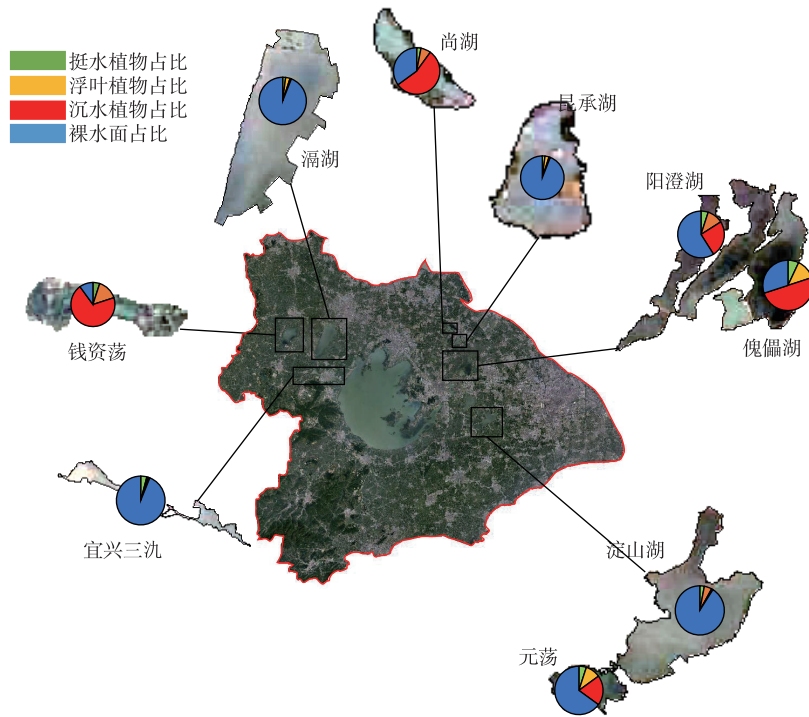 挺水植物占比
浮叶植物占比
沉水植物占比
裸水面占比
尚湖
昆承湖
滆湖
阳澄湖
傀儡湖
钱资荡
宜兴三氿
淀山湖
元荡